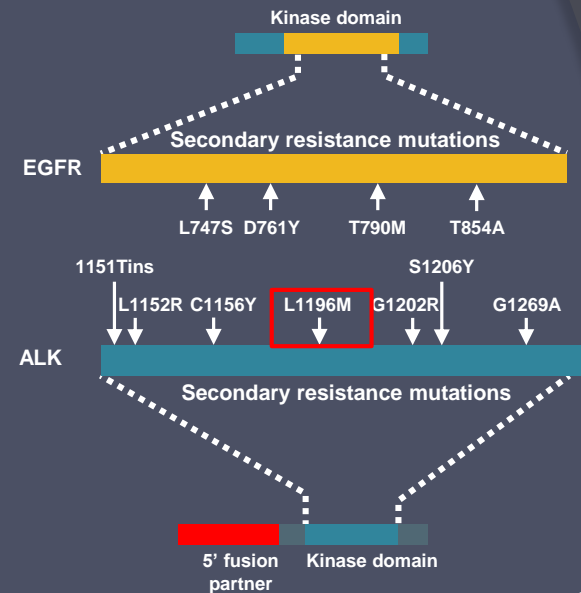 Kinase domain
Secondary resistance mutations
EGFR
L747S D761Y T790M T854A
1151Tins S1206Y
L1152R C1156Y L1196M G1202R G1269A
ALK
Secondary resistance mutations
5’ fusion
partner
Kinase domain